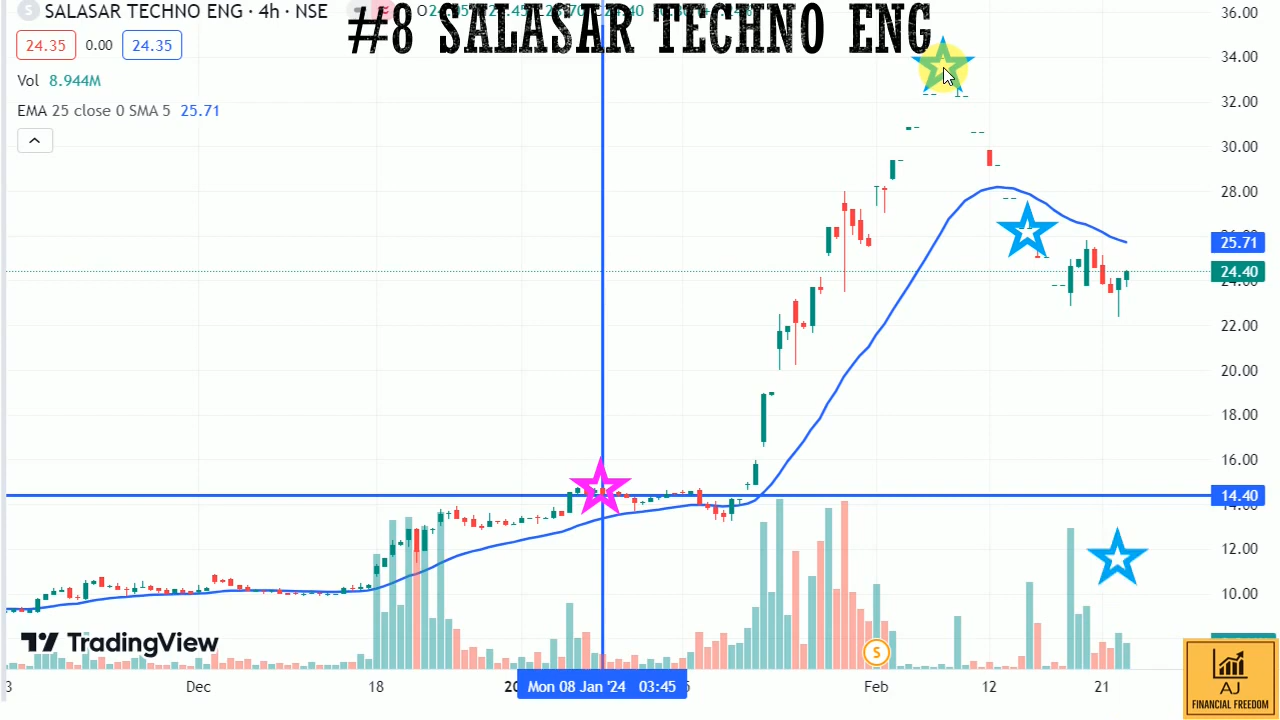 SALASAR TECHNO ENG · 4h · NSE
#8 SALASAR TECHNO ENG
24.35 0.00 24.35
Vol 8.944M
EMA 25 close 0 SMA 5 25.71
36.00
34.00
32.00
30.00
28.00
25.71
24.40
22.00
20.00
18.00
16.00
14.40
14.00
12.00
10.00
TradingView
S
Dec 18 Mon 08 Jan '24 03:45 Feb 12 21
AJ
FINANCIAL FREEDOM